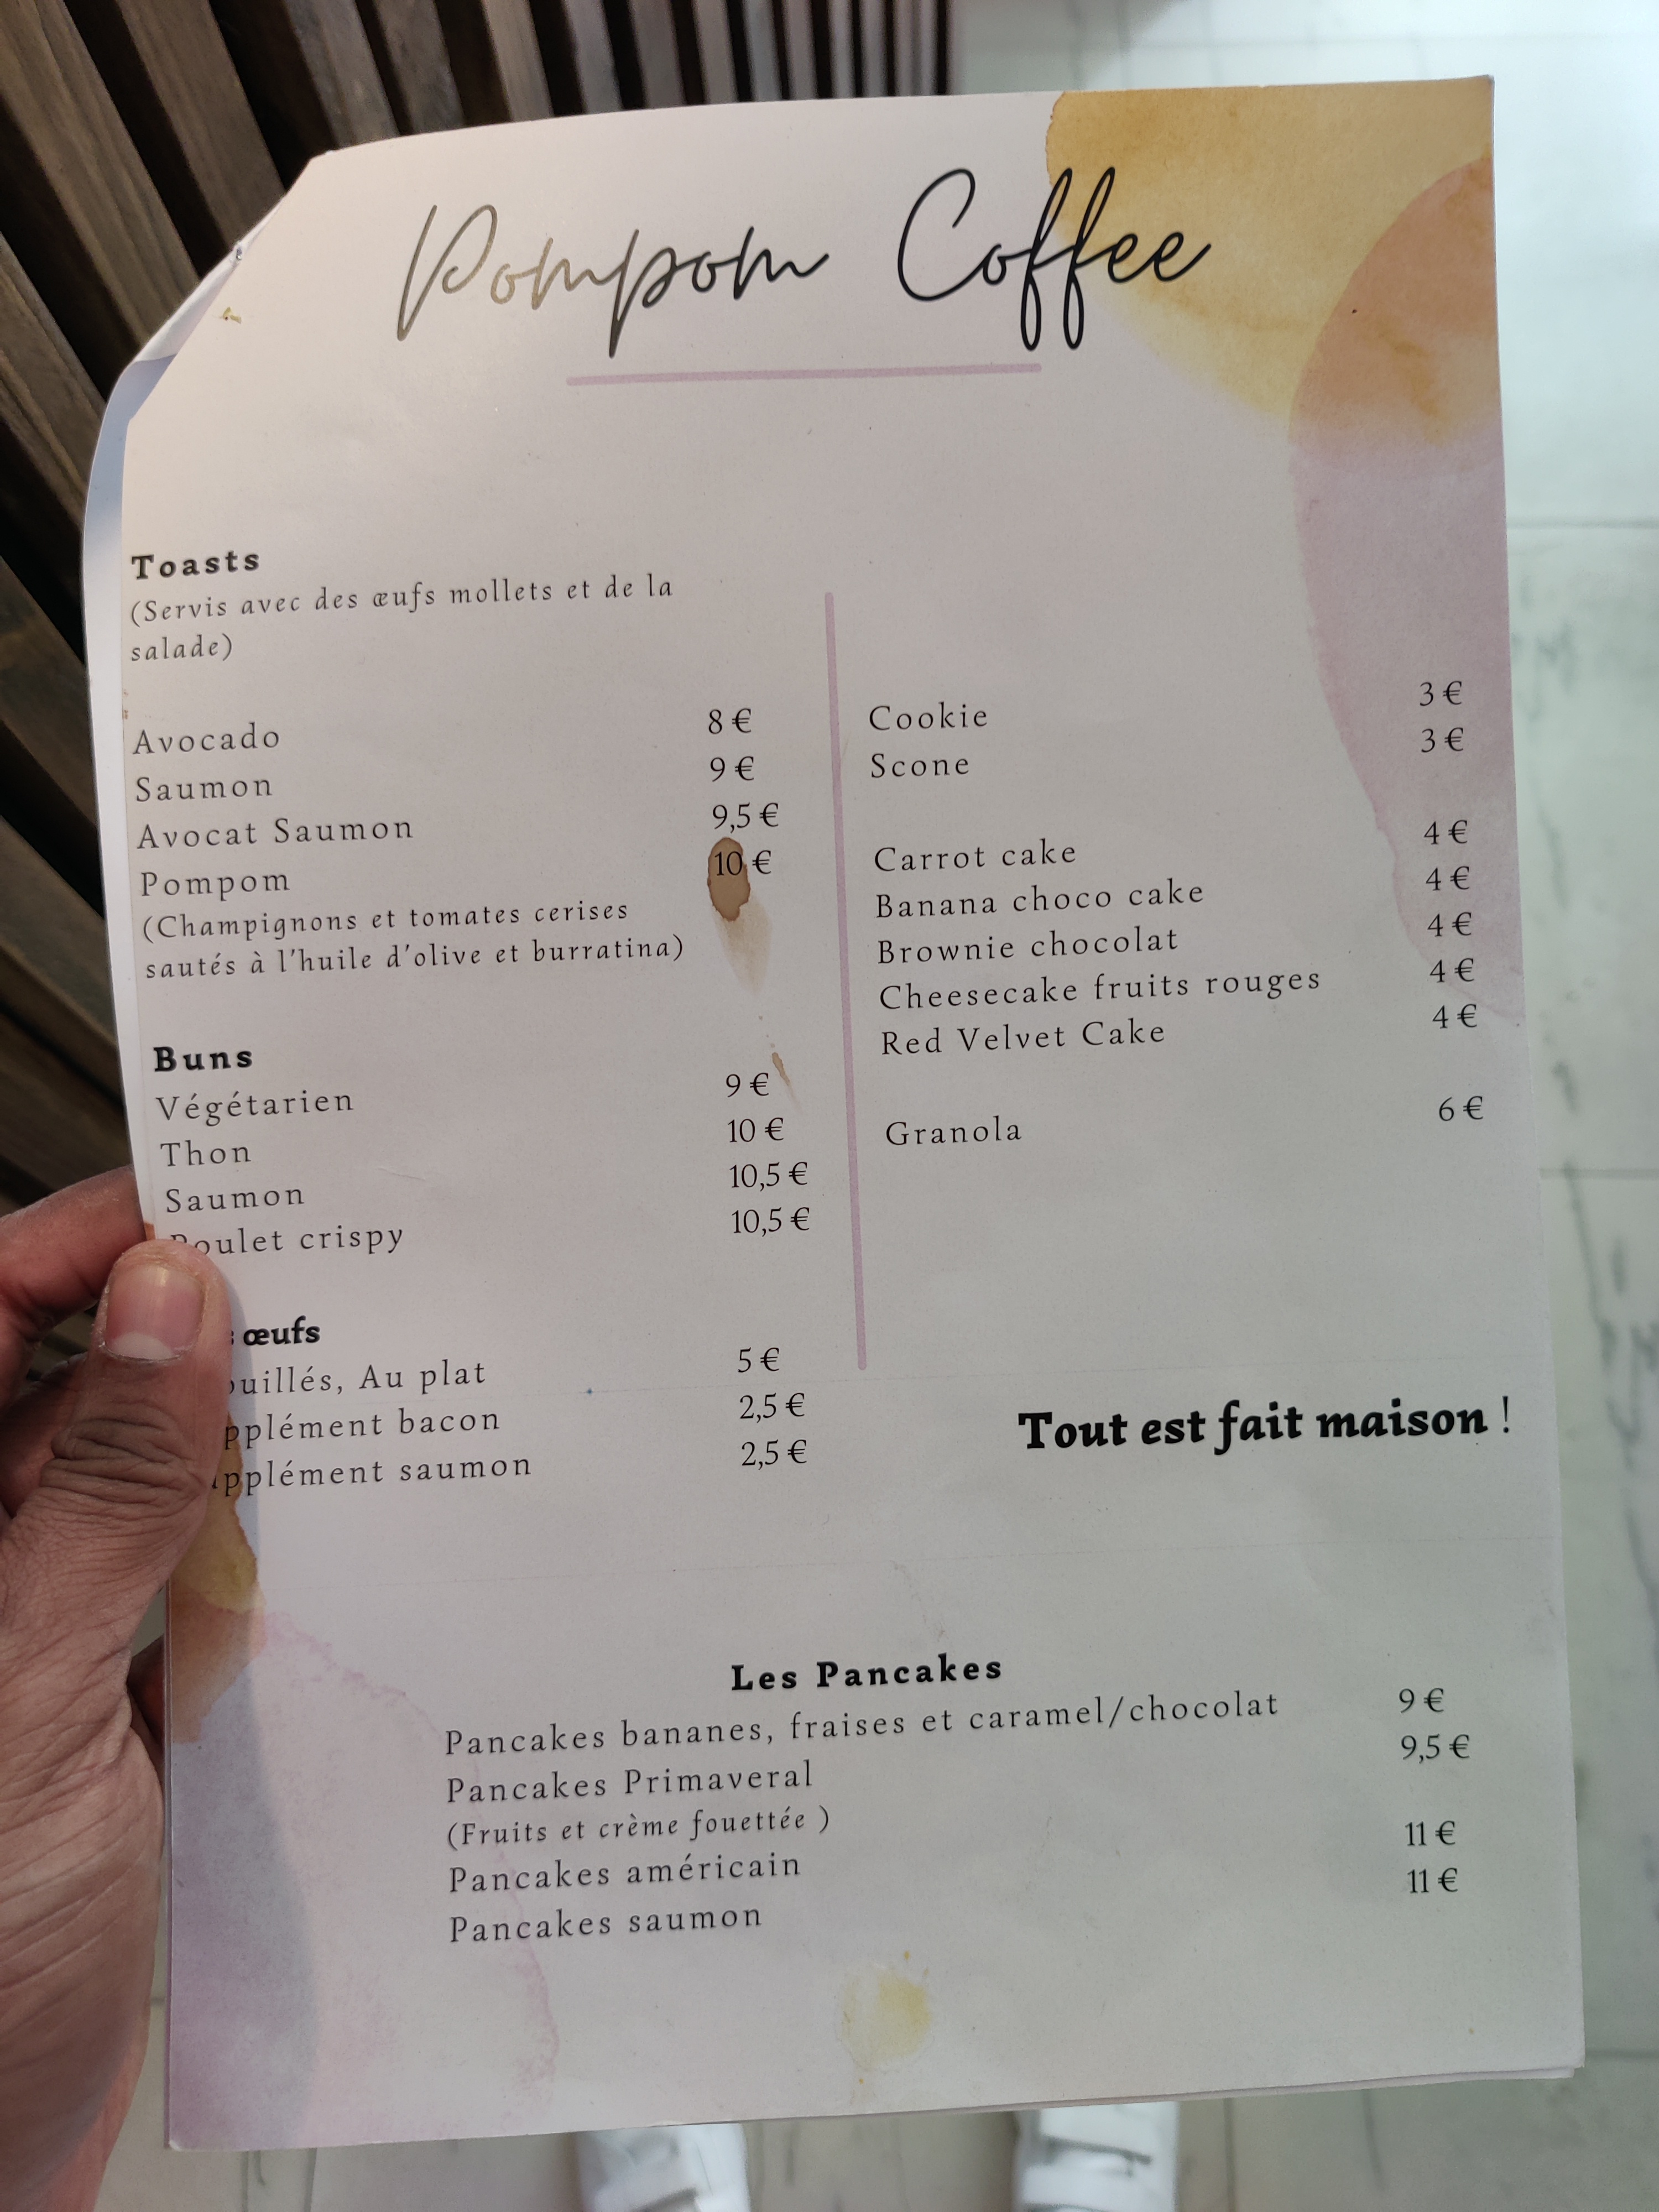 Pompom Coffee
Toasts
(Servis avec des œufs mollets et de la
salade)
Avocado 8 €
Saumon 9 €
Avocat Saumon 9,5 €
Pompom 10 €
(Champignons et tomates cerises
sautés à l'huile d'olive et burratina)
Buns
Végétarien 9 €
Thon 10 €
Saumon 10,5 €
Poulet crispy 10,5 €
œufs
Au plat 5 €
bacon 2,5 €
saumon 2,5 €
Cookie 3 €
Scone 3 €
Carrot cake 4 €
Banana choco cake 4 €
Brownie chocolat 4 €
Cheesecake fruits rouges 4 €
Red Velvet Cake 4 €
Granola 6 €
Tout est fait maison !
Les Pancakes
Pancakes bananes, fraises et caramel/chocolat 9 €
Pancakes Primaveral 9,5 €
(Fruits et crème fouettée )
Pancakes américain 11 €
Pancakes saumon 11 €